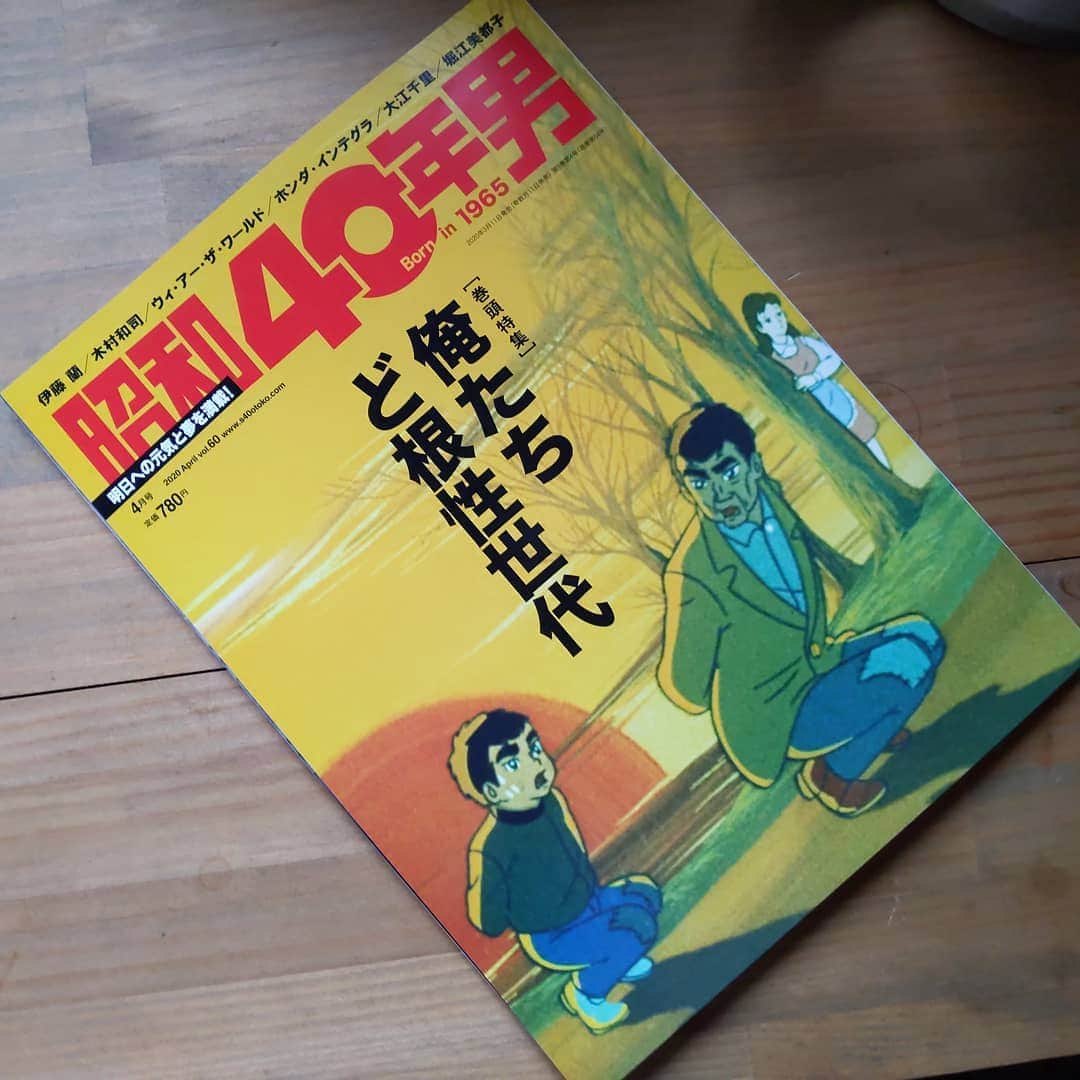 伊藤 蘭／木村和司／ウィ・アー・ザ・ワールド／ホンダ・インテグラ／大江千里／堀江美都子
昭和40年男
Born in 1965
明日への元気と夢を満載!
4月号 2020 April vol.60 www.s40otoko.com
定価780円
［巻頭特集］
俺たち
ど根性世代